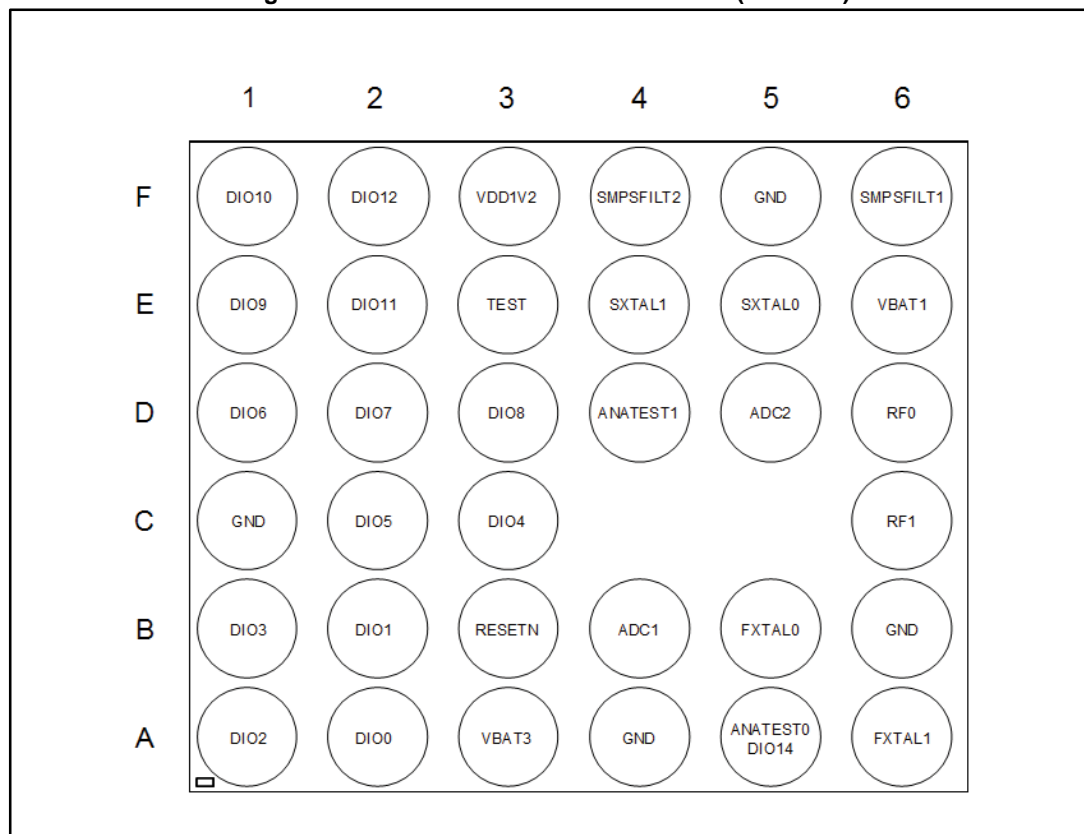 1 2 3 4 5 6
F DIO10 DIO12 VDD1V2 SMPSFILT2 GND SMPSFILT1
E DIO9 DIO11 TEST SXTAL1 SXTAL0 VBAT1
D DIO6 DIO7 DIO8 ANATEST1 ADC2 RF0
C GND DIO5 DIO4 RF1
B DIO3 DIO1 RESETN ADC1 FXTAL0 GND
A DIO2 DIO0 VBAT3 GND ANATEST0 DIO14 FXTAL1